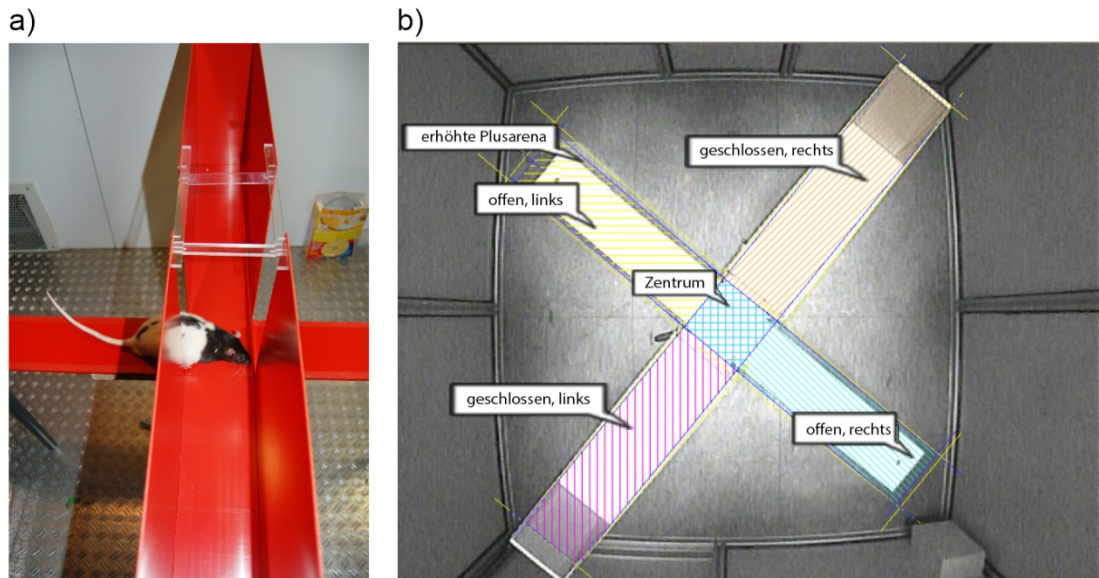 a)
b)
erhöhte Plusarena
geschlossen, rechts
offen, links
Zentrum
geschlossen, links
offen, rechts